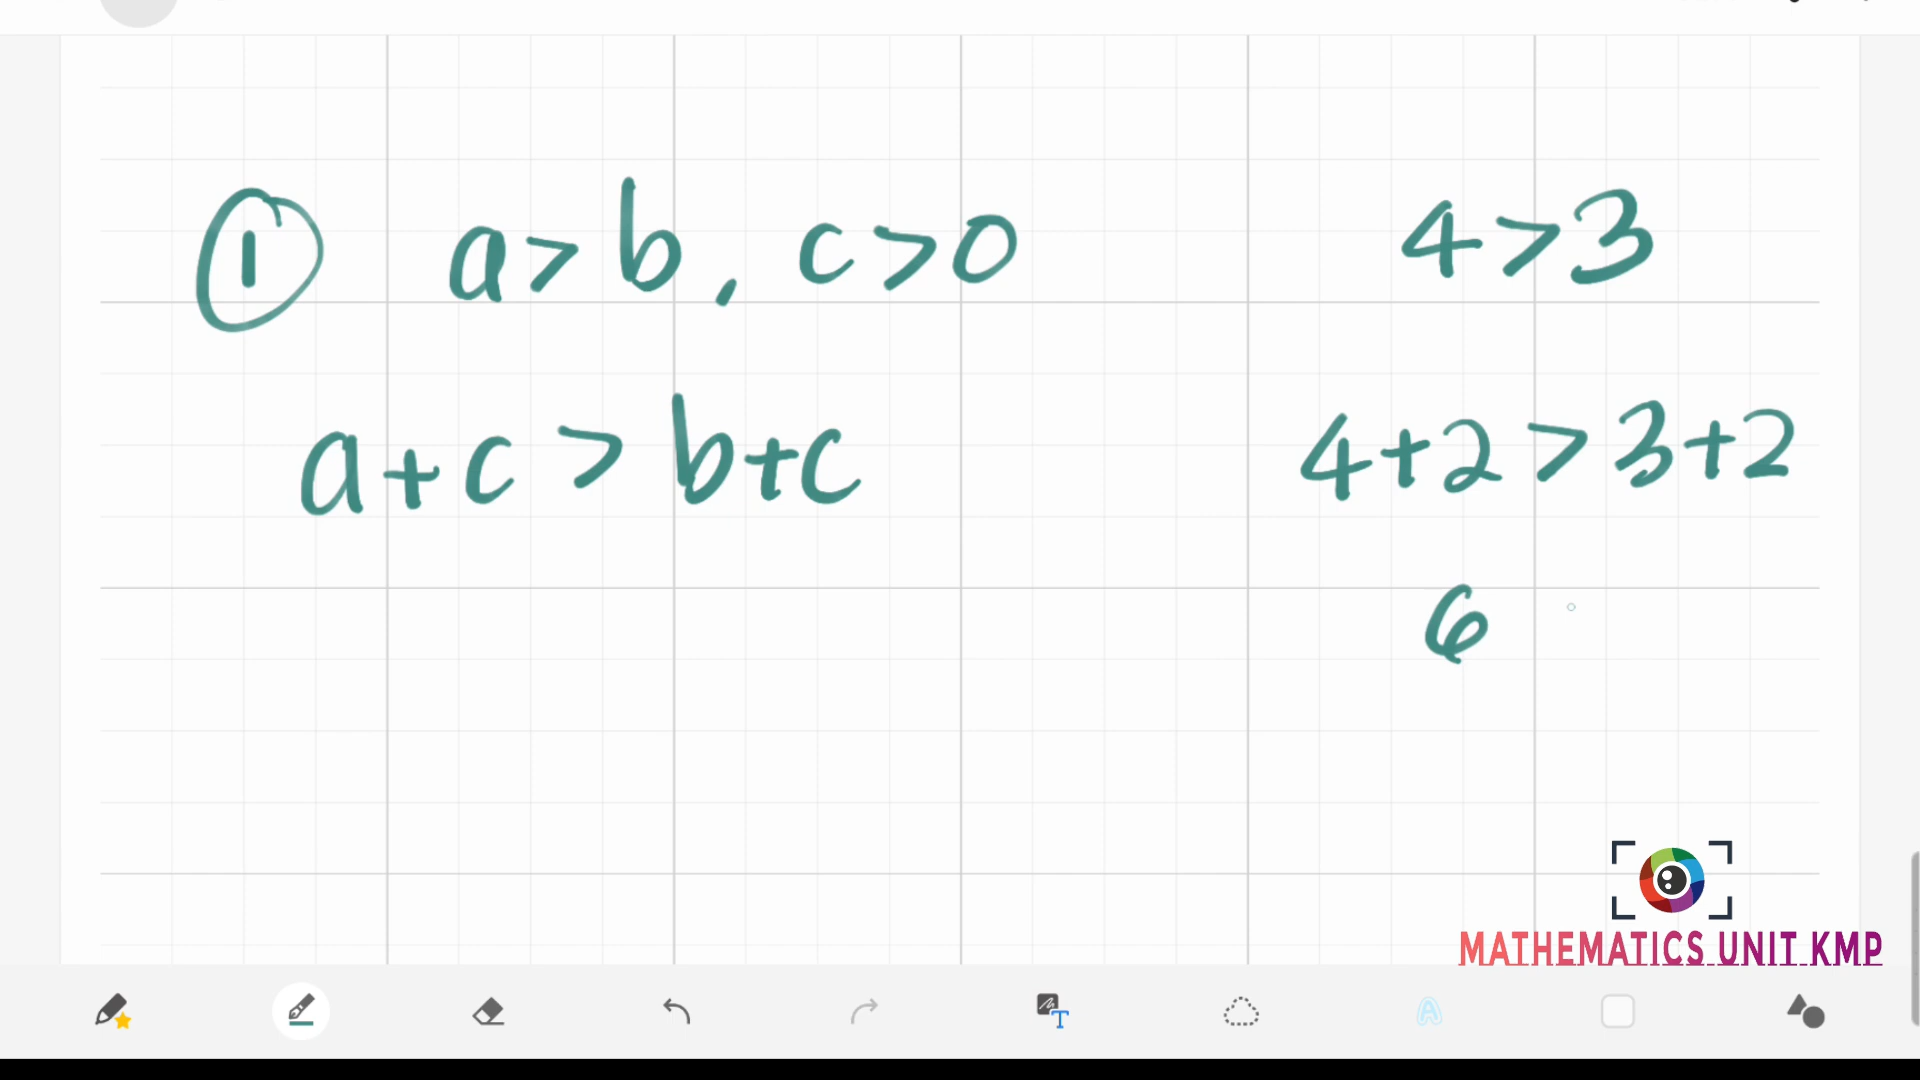 ① a > b , c > 0
4 > 3
a + c > b + c
4 + 2 > 3 + 2
6
MATHEMATICS UNIT KMP